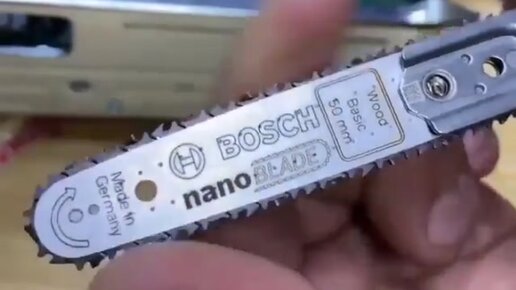 BOSCH
nanoBLADE
"Wood
Basic"
50 mm
Made in
Germany